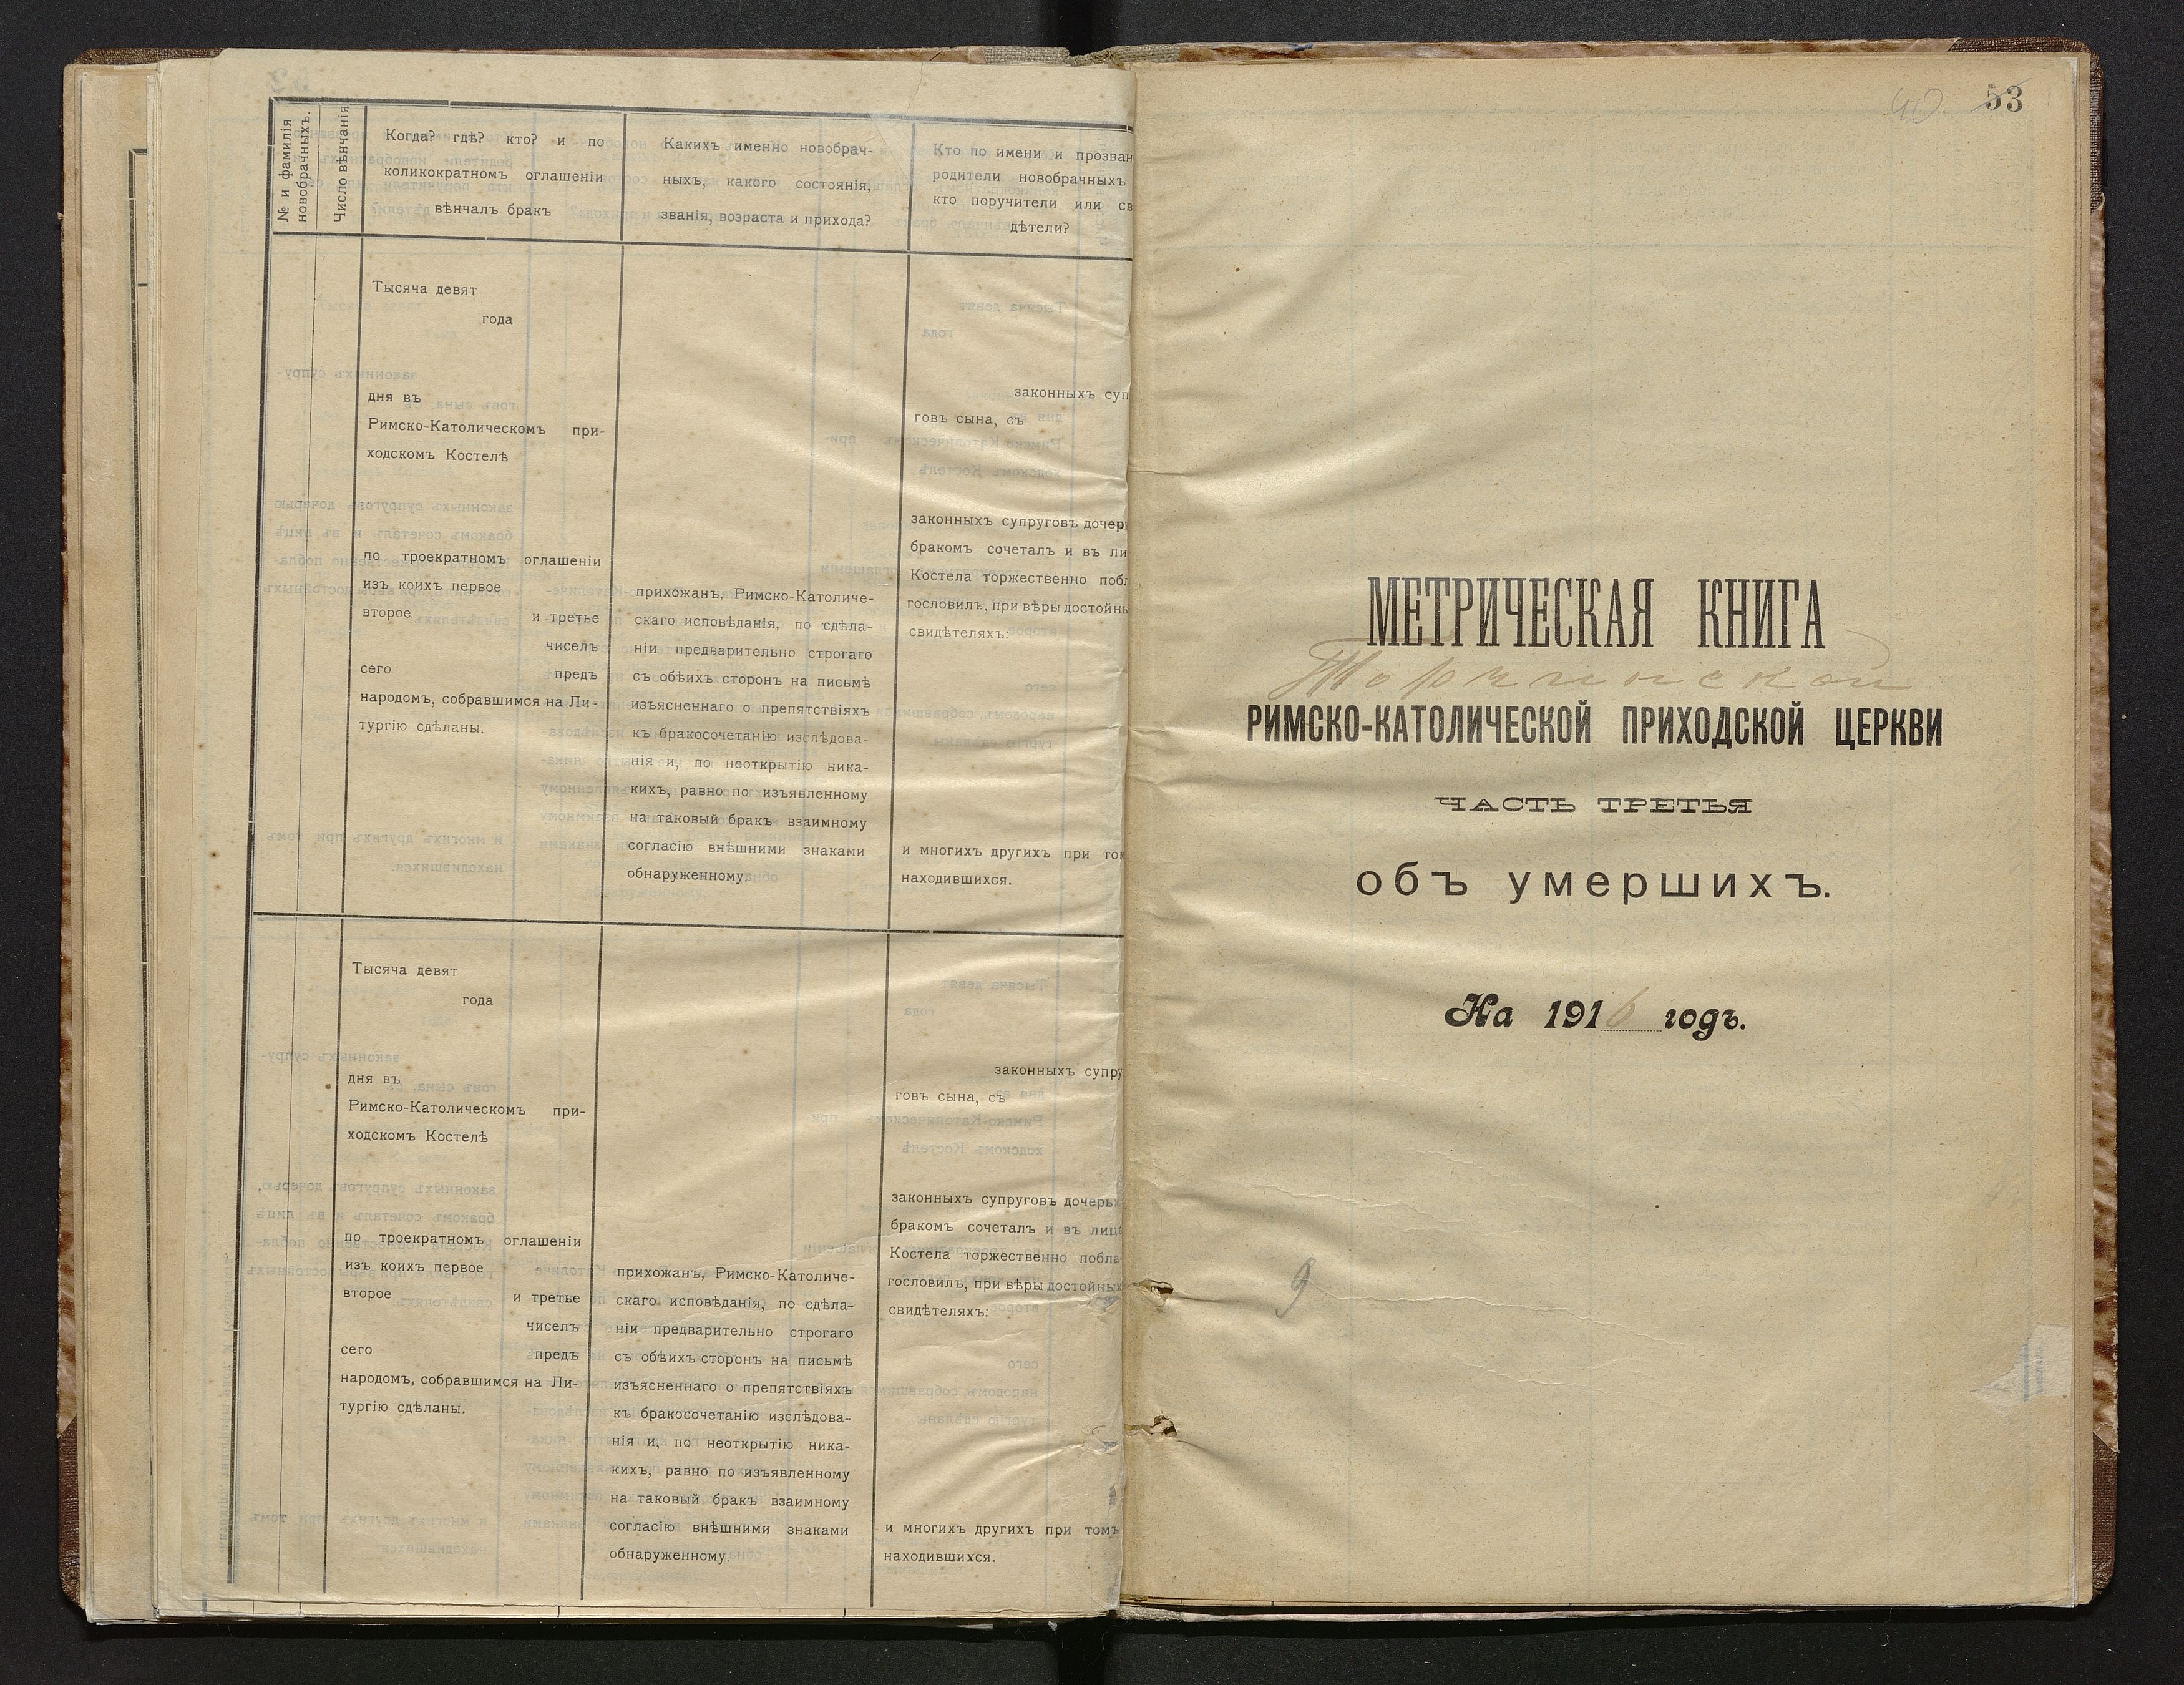 № и фамилія
новобрачныхъ.
Число вѣнчанія
Когда? гдѣ? кто? и по
коликократномъ оглашеніи
вѣнчалъ бракъ
Какихъ именно новобрач-
ныхъ, какого состоянія,
званія, возраста и прихода?
Кто по имени и прозван
родители новобрачныхъ
кто поручители или св
дѣтели?
Тысяча девят
года
дня въ
Римско-Католическомъ при-
ходскомъ Костелѣ
по троекратномъ оглашеніи
изъ коихъ первое
второе и третье
чиселъ
сего предъ
народомъ, собравшимся на Ли-
тургію сдѣланы.
прихожанъ, Римско-Католиче-
скаго исповѣданія, по сдѣла-
ніи предварительно строгаго
съ обѣихъ сторонъ на письмѣ
изъясненнаго о препятствіяхъ
къ бракосочетанію изслѣдова-
нія и, по неоткрытію ника-
кихъ, равно по изъявленному
на таковый бракъ взаимному
согласію внѣшними знаками
обнаруженному.
законныхъ суп
говъ сына, съ
законныхъ супруговъ дочер
бракомъ сочеталъ и въ ли
Костела торжественно побл
гословилъ, при вѣры достойны
свидѣтеляхъ:
и многихъ другихъ при том
находившихся.
Тысяча девят
года
дня въ
Римско-Католическомъ при-
ходскомъ Костелѣ
по троекратномъ оглашеніи
изъ коихъ первое
второе и третье
чиселъ
сего предъ
народомъ, собравшимся на Ли-
тургію сдѣланы.
прихожанъ, Римско-Католиче-
скаго исповѣданія, по сдѣла-
ніи предварительно строгаго
съ обѣихъ сторонъ на письмѣ
изъясненнаго о препятствіяхъ
къ бракосочетанію изслѣдова-
нія и, по неоткрытію ника-
кихъ, равно по изъявленному
на таковый бракъ взаимному
согласію внѣшними знаками
обнаруженному.
законныхъ супру
говъ сына, съ
законныхъ супруговъ дочерь
бракомъ сочеталъ и въ лиц
Костела торжественно побла
гословилъ, при вѣры достойных
свидѣтеляхъ:
и многихъ другихъ при томъ
находившихся.
40 53
МЕТРИЧЕСКАЯ КНИГА
Торчинской
РИМСКО-КАТОЛИЧЕСКОЙ ПРИХОДСКОЙ ЦЕРКВИ
ЧАСТЬ ТРЕТЬЯ
объ умершихъ.
На 1916 годъ.
9